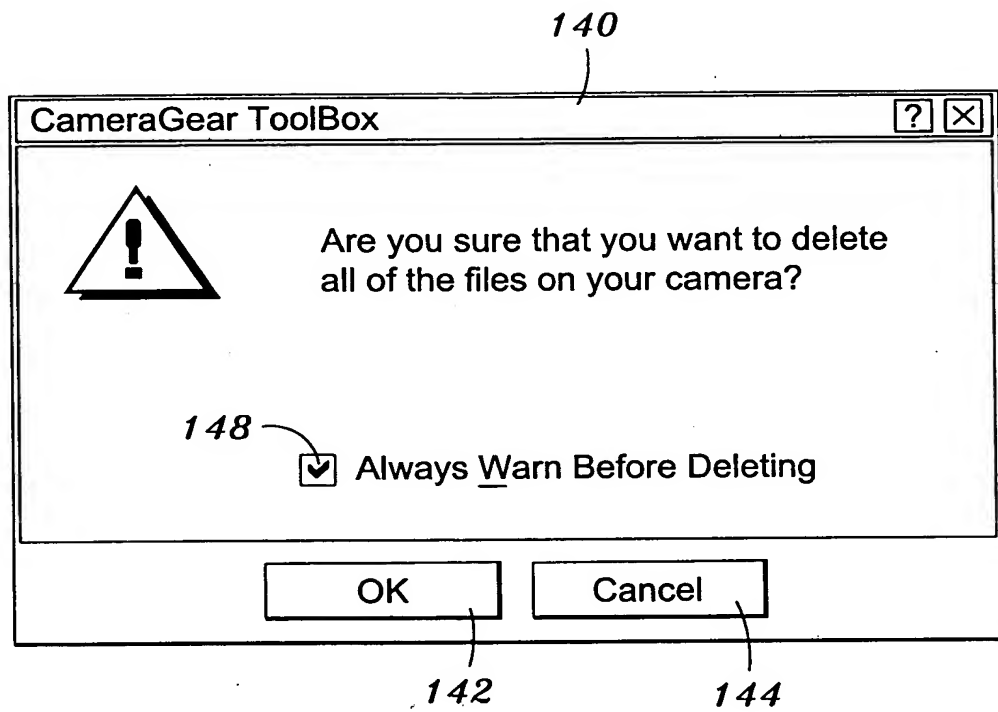 140
CameraGear ToolBox ?
Are you sure that you want to delete
all of the files on your camera?
148
Always Warn Before Deleting
OK Cancel
142 144